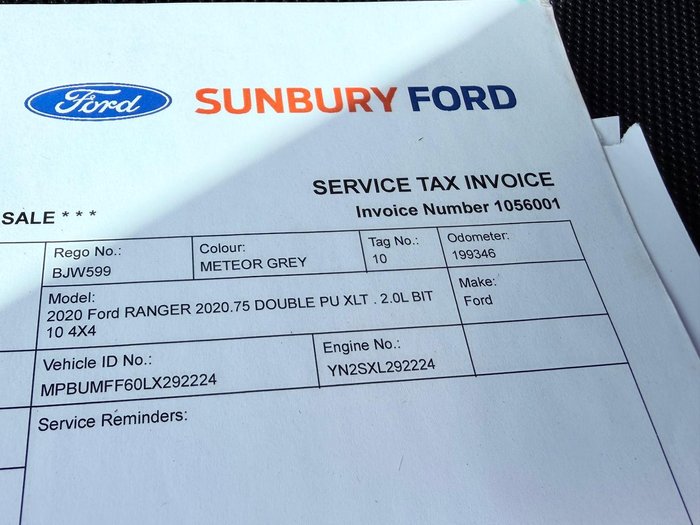 Ford SUNBURY FORD
SERVICE TAX INVOICE
SALE * * *
Invoice Number 1056001
Rego No.:
BJW599
Colour:
METEOR GREY
Tag No.:
10
Odometer:
199346
Model:
2020 Ford RANGER 2020.75 DOUBLE PU XLT . 2.0L BIT
10 4X4
Make:
Ford
Vehicle ID No.:
MPBUMFF60LX292224
Engine No.:
YN2SXL292224
Service Reminders: